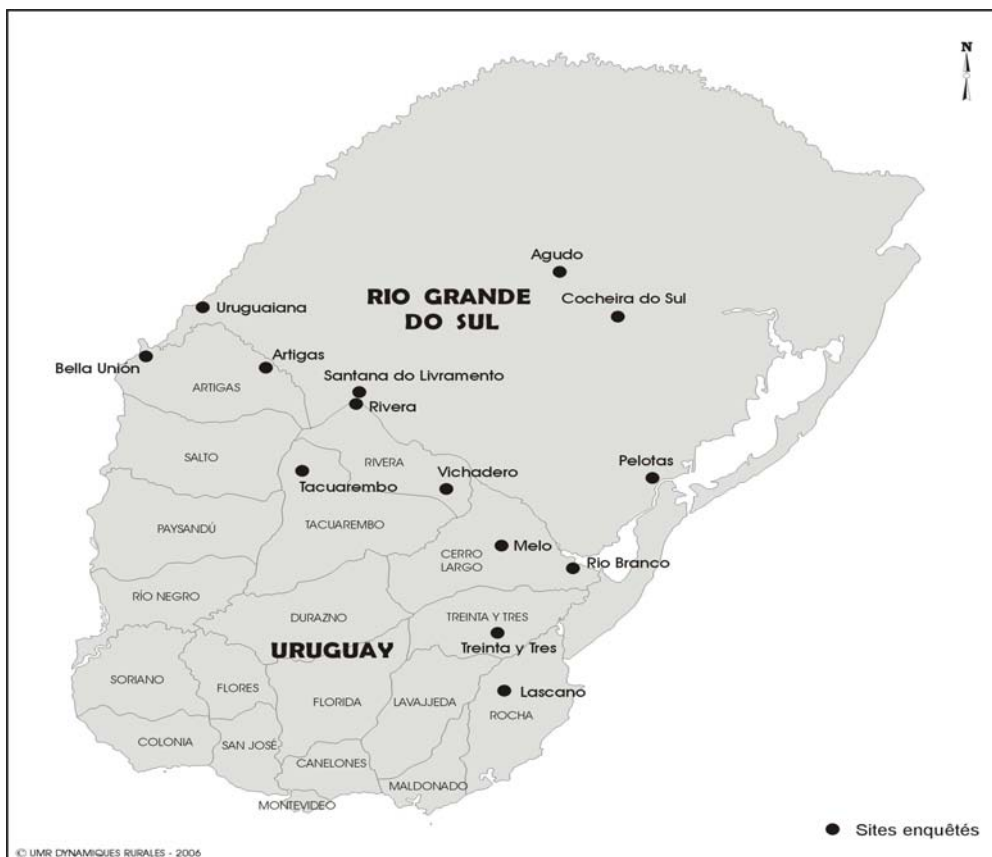 N
Agudo
RIO GRANDE
DO SUL
Cocheira do Sul
Uruguaiana
Bella Unión
Artigas
ARTIGAS
Santana do Livramento
Rivera
SALTO
RIVERA
Tacuarembo
Vichadero
Pelotas
PAYSANDÚ
TACUAREMBO
Melo
CERRO
LARGO
Rio Branco
RÍO NEGRO
DURAZNO
TREINTA Y TRES
URUGUAY
Treinta y Tres
SORIANO
FLORES
FLORIDA
LAVAJJEDA
Lascano
ROCHA
COLONIA
SAN JOSÉ
CANELONES
MALDONADO
MONTEVIDEO
Sites enquêtés
© UMR DYNAMIQUES RURALES - 2006